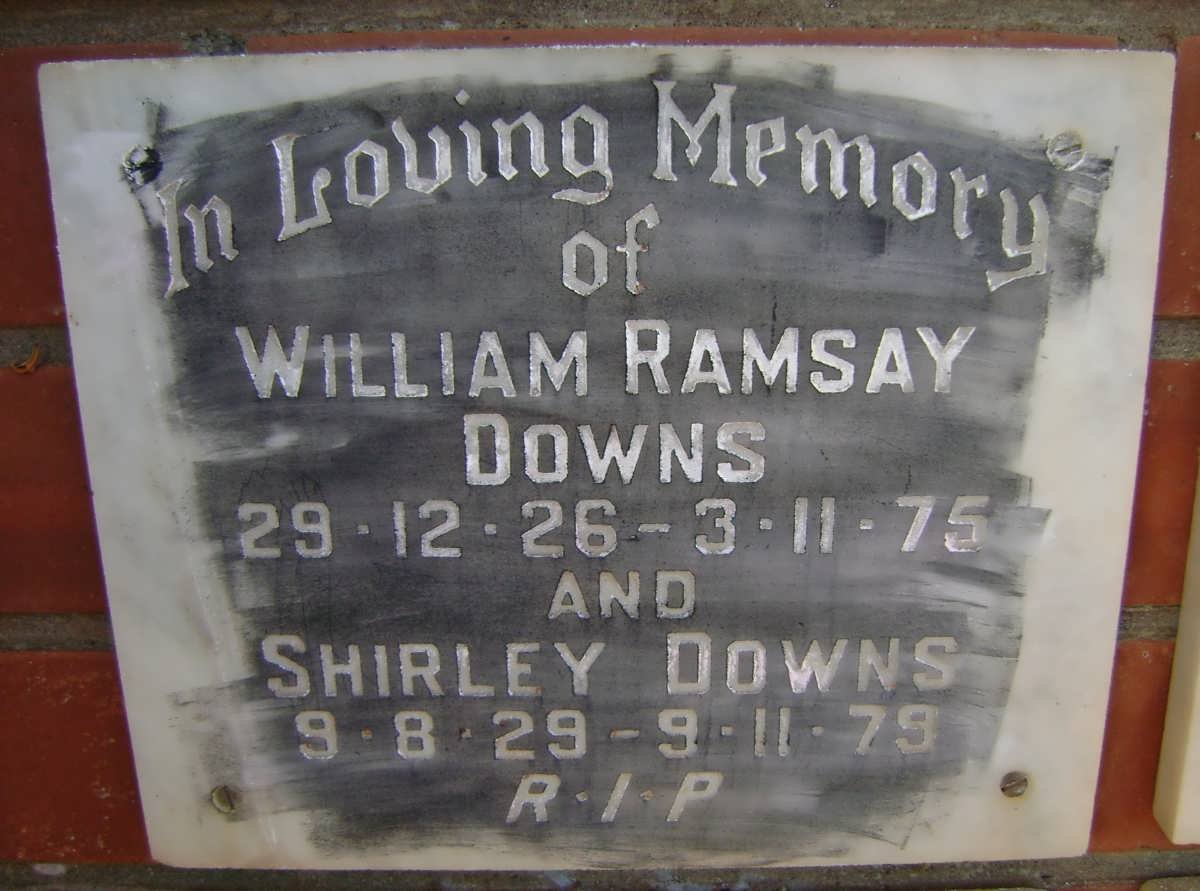 In Loving Memory
of
WILLIAM RAMSAY
DOWNS
29·12·26-3·11·75
AND
SHIRLEY DOWNS
9·8·29-9·11·79
R·I·P